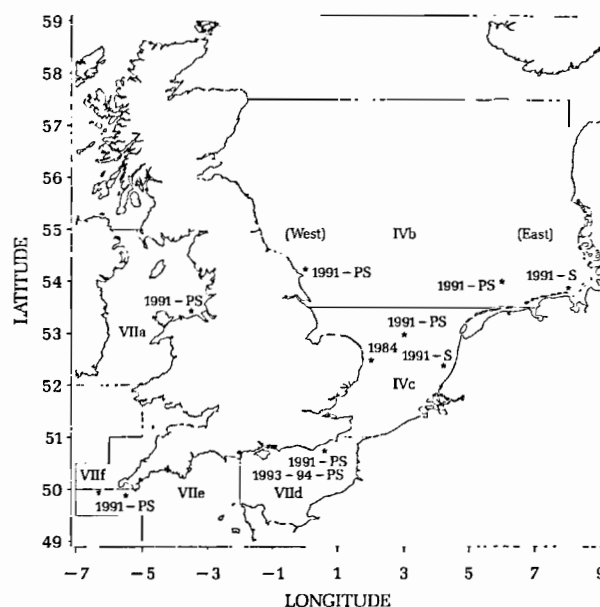 59
58
57
56
55
54
53
52
51
50
49
LATITUDE
(West)
IVb
(East)
*1991–PS
1991–PS*
1991–S
1991–PS
VIIa
1991–PS
1984
1991–S
IVc
1991–PS
1993–94–PS
VIIf
VIIe
VIId
1991–PS
−7
−5
−3
−1
1
3
5
7
9
LONGITUDE